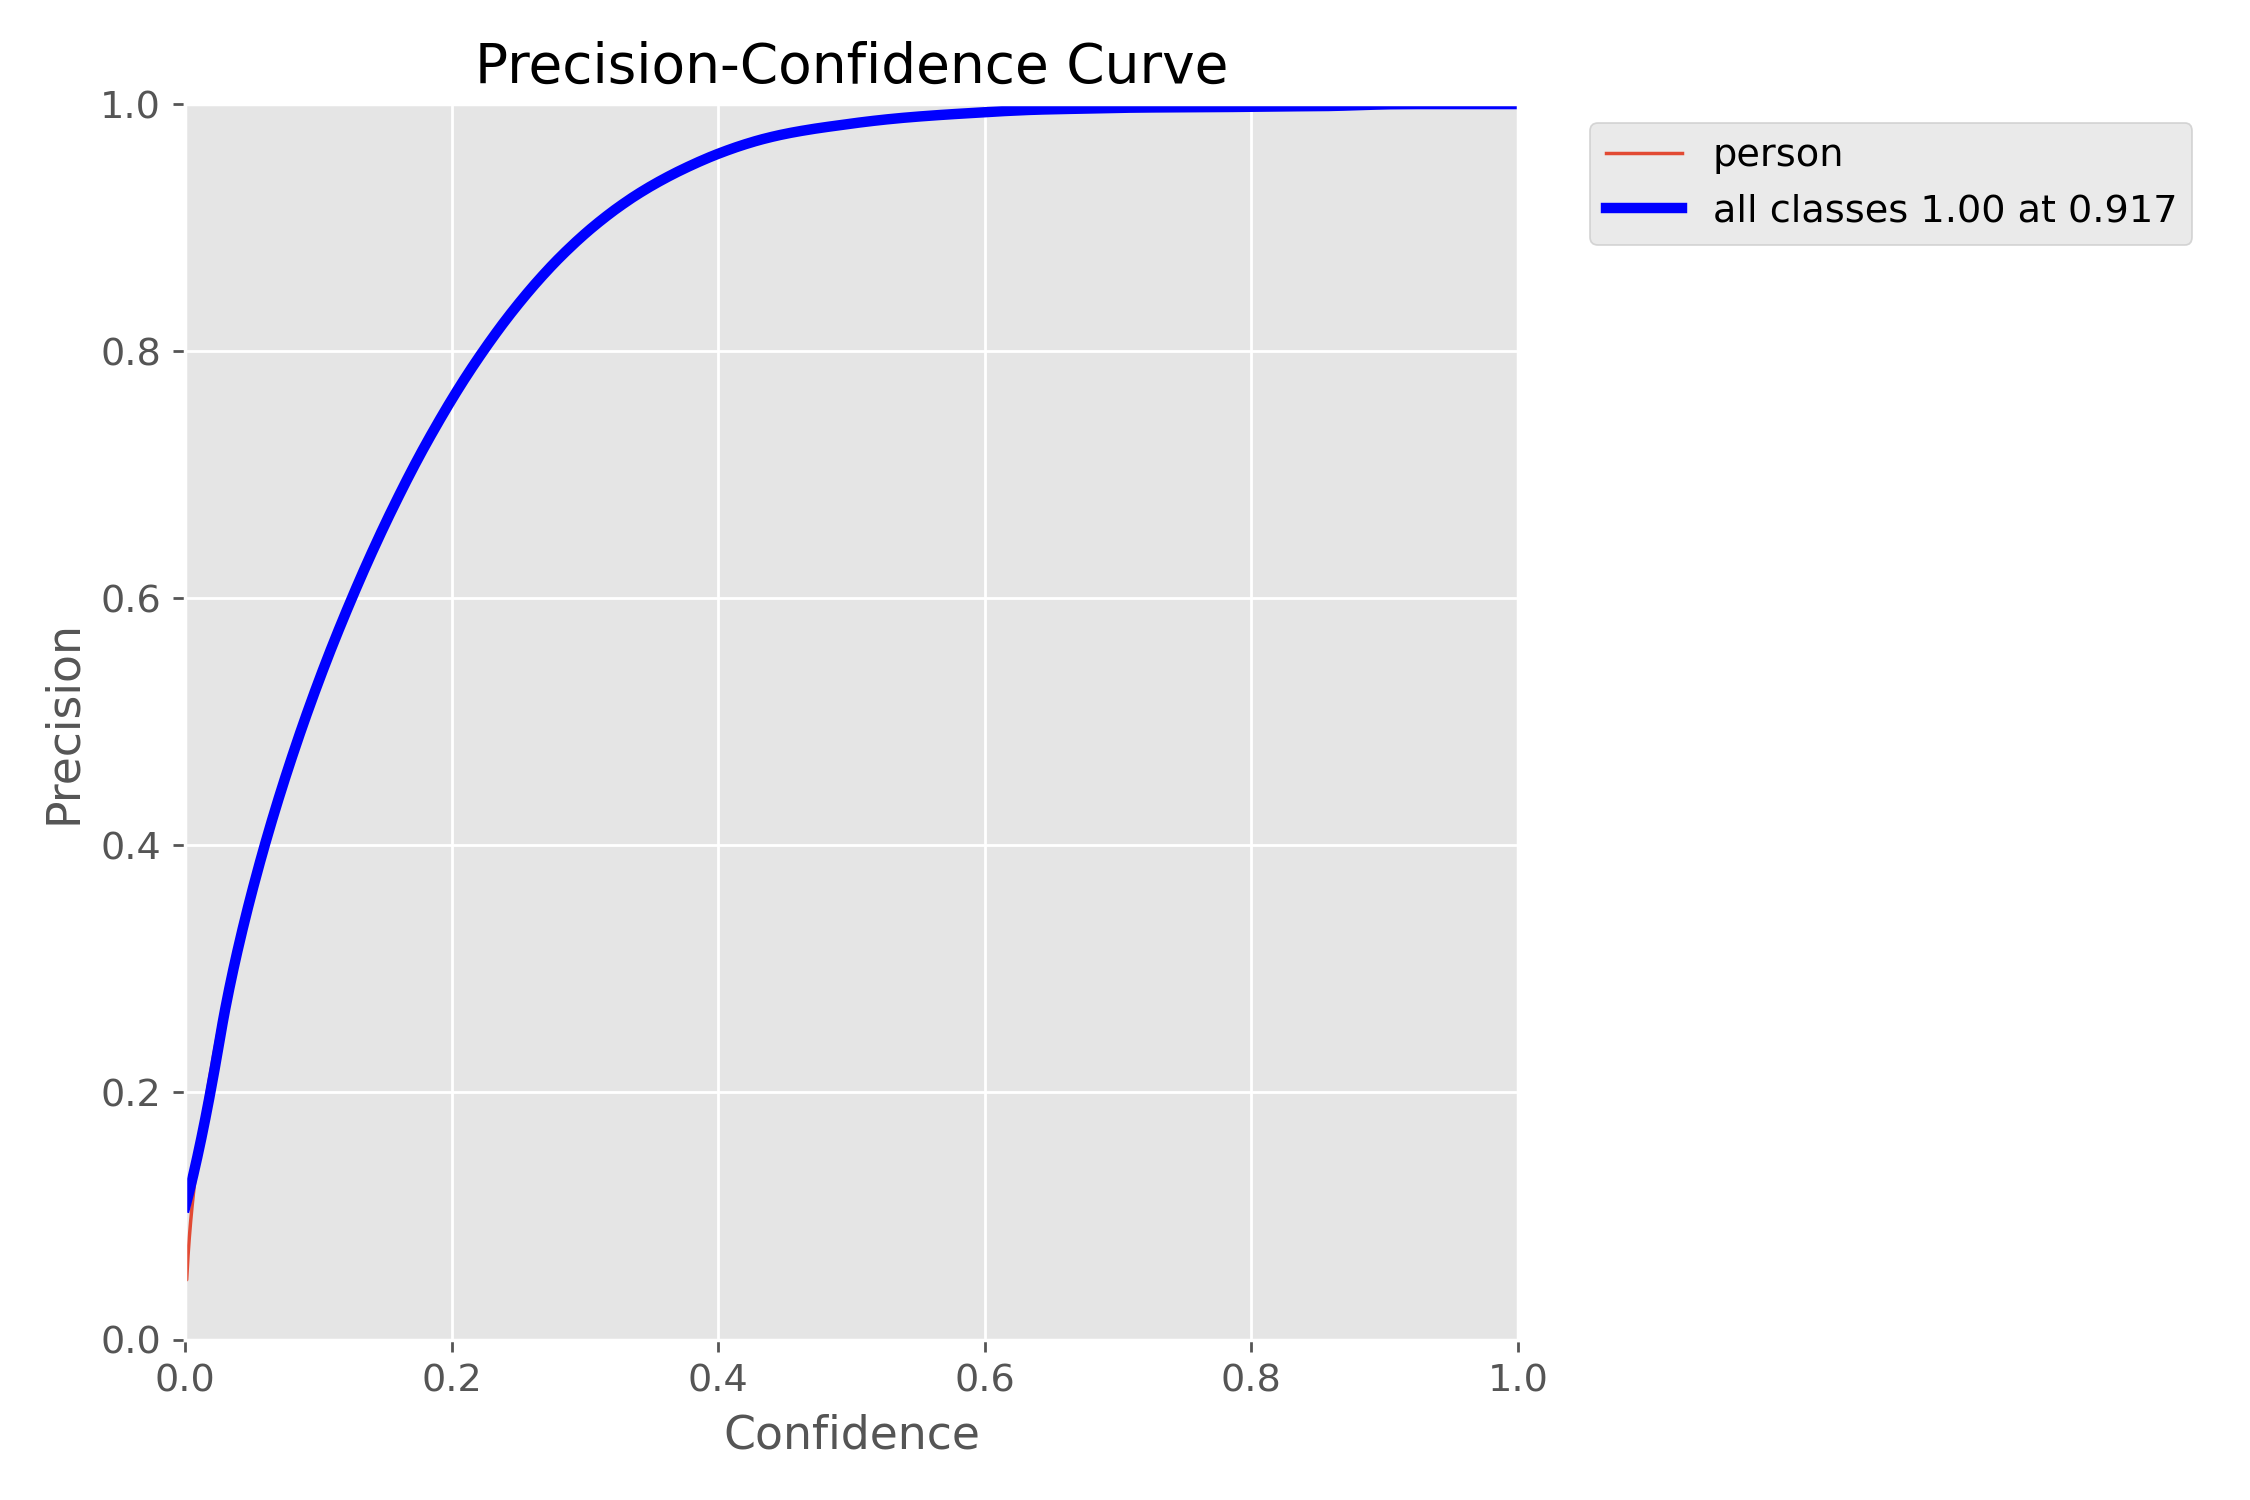 Precision-Confidence Curve
1.0
0.8
0.6
0.4
0.2
0.0
Precision
0.0 0.2 0.4 0.6 0.8 1.0
Confidence
person
all classes 1.00 at 0.917